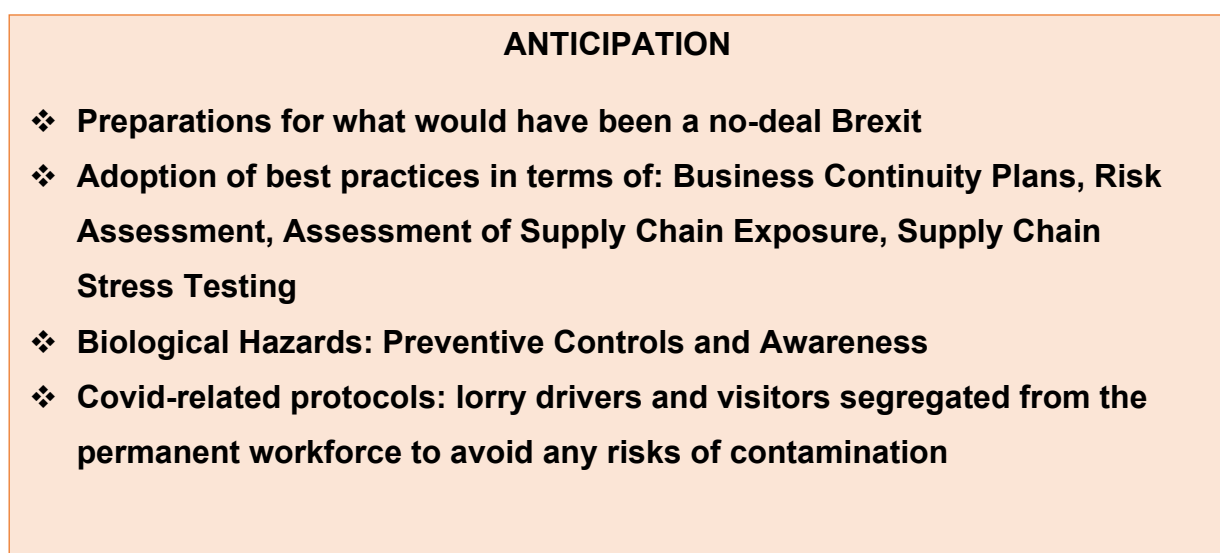 ANTICIPATION
❖ Preparations for what would have been a no-deal Brexit
❖ Adoption of best practices in terms of: Business Continuity Plans, Risk
Assessment, Assessment of Supply Chain Exposure, Supply Chain
Stress Testing
❖ Biological Hazards: Preventive Controls and Awareness
❖ Covid-related protocols: lorry drivers and visitors segregated from the
permanent workforce to avoid any risks of contamination